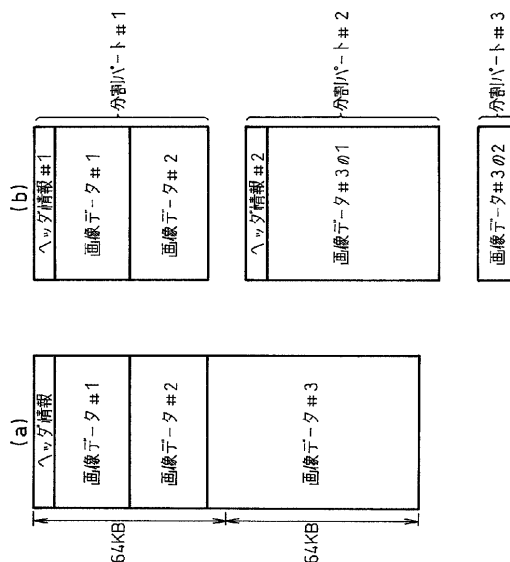 (a)
ヘッダ情報
画像データ#1
画像データ#2
画像データ#3
64KB
64KB
(b)
ヘッダ情報#1
画像データ#1
画像データ#2
分割パート#1
ヘッダ情報#2
画像データ#3の1
分割パート#2
画像データ#3の2
分割パート#3